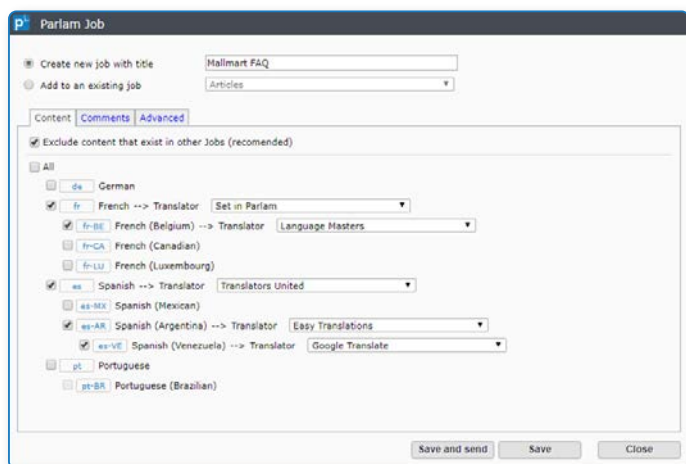 Parlam Job
Create new job with title Mallmart FAQ
Add to an existing job Articles
Content Comments Advanced
Exclude content that exist in other Jobs (recomended)
All
de German
fr French --> Translator Set in Parlam
fr-BE French (Belgium) --> Translator Language Masters
fr-CA French (Canadian)
fr-LU French (Luxembourg)
es Spanish --> Translator Translators United
es-MX Spanish (Mexican)
es-AR Spanish (Argentina) --> Translator Easy Translations
es-VE Spanish (Venezuela) --> Translator Google Translate
pt Portuguese
pt-BR Portuguese (Brazilian)
Save and send Save Close